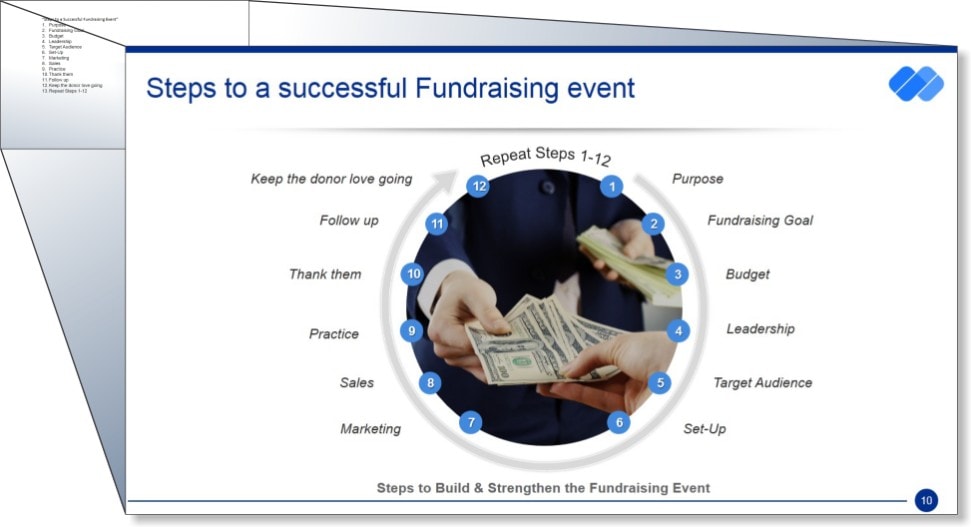 "Steps to a successful Fundraising Event"
1. Purpose
2. Fundraising Goal
3. Budget
4. Leadership
5. Target Audience
6. Set-Up
7. Marketing
8. Sales
9. Practice
10. Thank them
11. Follow up
12. Keep the donor love going
13. Repeat Steps 1-12
Steps to a successful Fundraising event
Repeat Steps 1-12
1 Purpose
2 Fundraising Goal
3 Budget
4 Leadership
5 Target Audience
6 Set-Up
7 Marketing
8 Sales
9 Practice
10 Thank them
11 Follow up
12 Keep the donor love going
Steps to Build & Strengthen the Fundraising Event
10